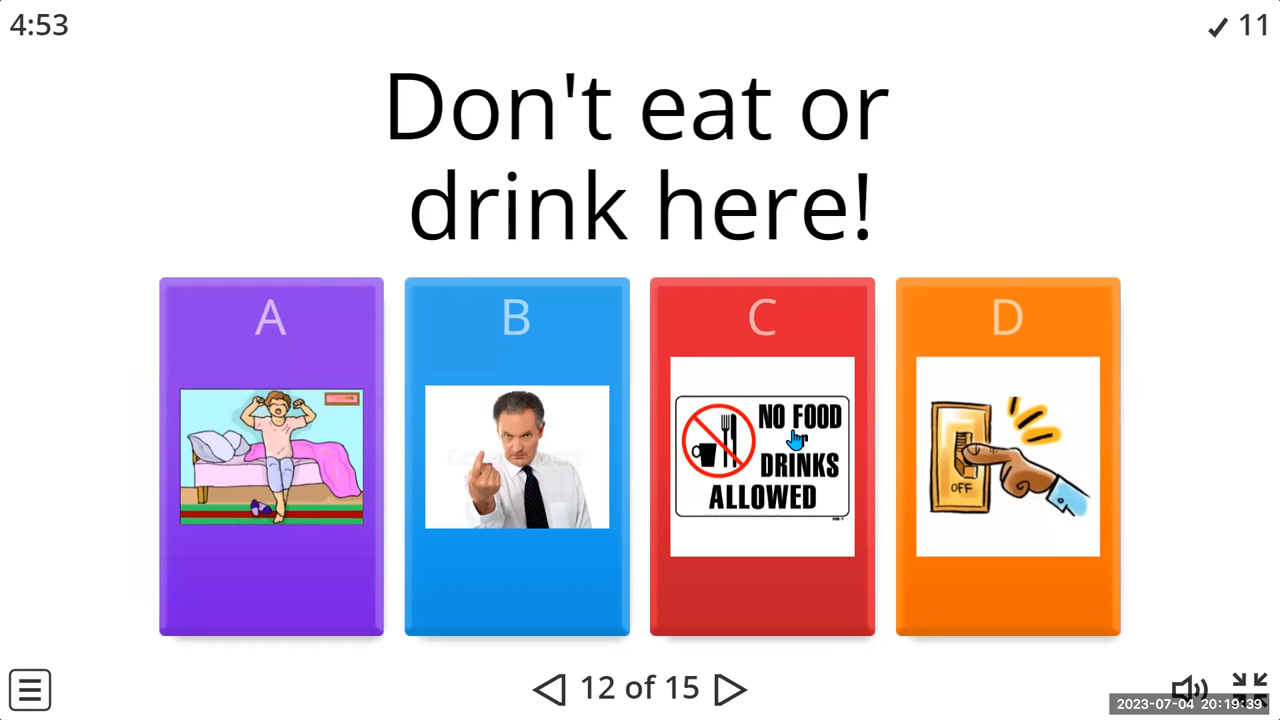 4:53
✓ 11
Don't eat or
drink here!
A
B
C
D
NO FOOD
DRINKS
ALLOWED
OFF
12 of 15
2023-07-04 20:19:39